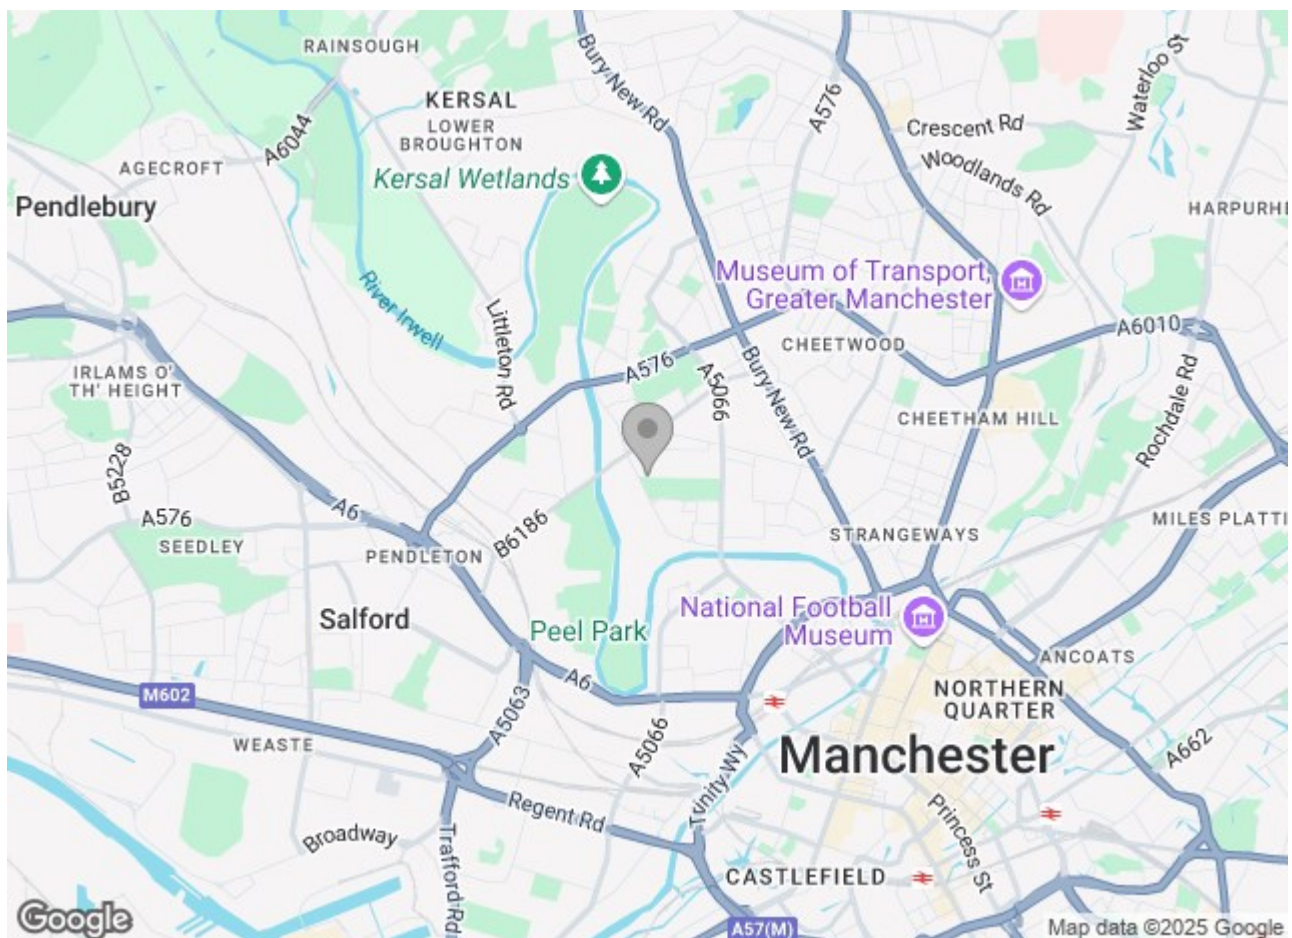 RAINSOUGH
KERSAL
LOWER
BROUGHTON
Bury New Rd
A576
Waterloo St
Crescent Rd
Woodlands Rd
A6044
AGECROFT
Kersal Wetlands
Pendlebury
River Irwell
Littleton Rd
Museum of Transport,
Greater Manchester
CHEETWOOD
A6010
IRLAMS O'
TH' HEIGHT
A576
A5066
Bury New Rd
CHEETHAM HILL
Rochdale Rd
B5228
A6
A576
SEEDLEY
PENDLETON
B6186
STRANGEWAYS
MILES PLATTI
Salford
Peel Park
National Football
Museum
ANCOATS
A6
NORTHERN
QUARTER
M602
A5063
WEASTE
A5066
Trinity Wy
Manchester
A662
Regent Rd
Broadway
Trafford Rd
Princess St
CASTLEFIELD
A57(M)
Google
Map data ©2025 Google